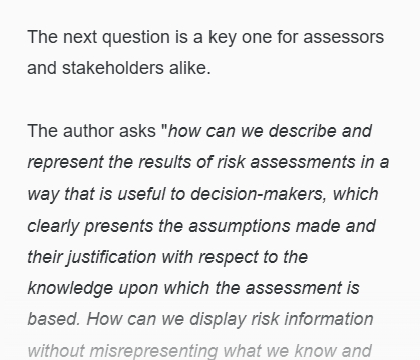 The next question is a key one for assessors
and stakeholders alike.
The author asks "how can we describe and
represent the results of risk assessments in a
way that is useful to decision-makers, which
clearly presents the assumptions made and
their justification with respect to the
knowledge upon which the assessment is
based. How can we display risk information
without misrepresenting what we know and